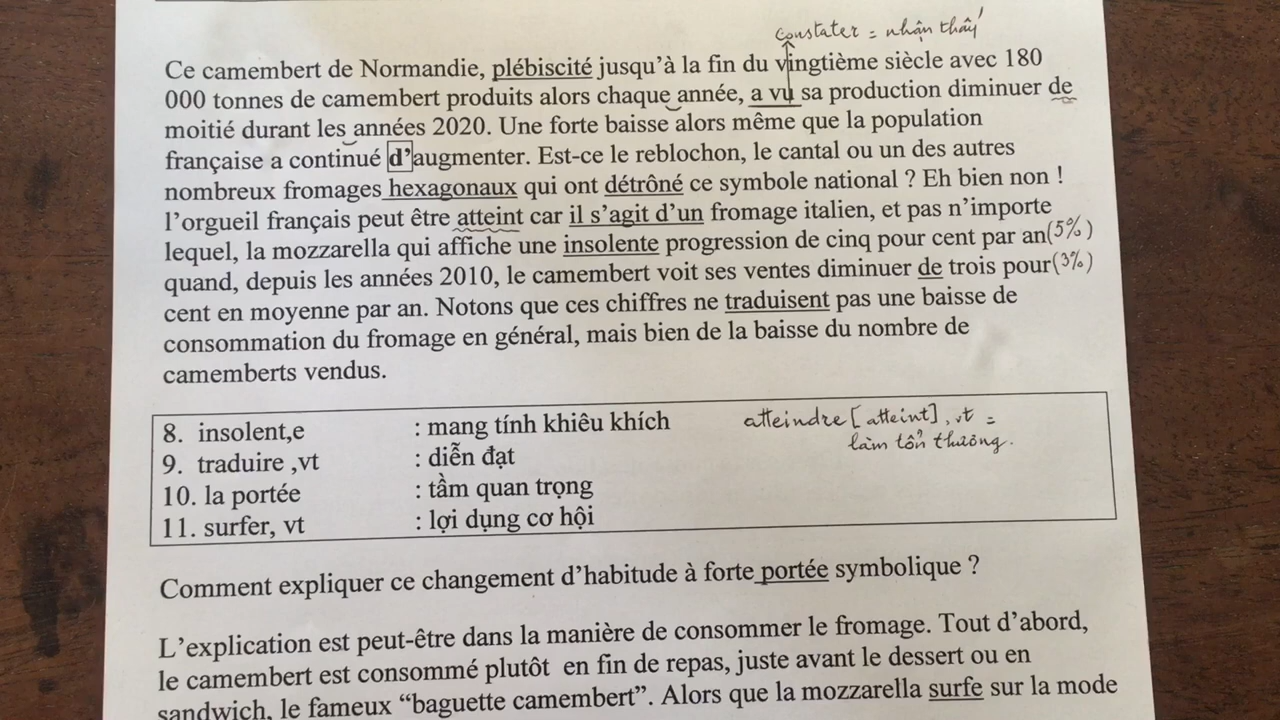 constater = nhận thấy
Ce camembert de Normandie, plébiscité jusqu'à la fin du vingtième siècle avec 180
000 tonnes de camembert produits alors chaque année, a vu sa production diminuer de
moitié durant les années 2020. Une forte baisse alors même que la population
française a continué d'augmenter. Est-ce le reblochon, le cantal ou un des autres
nombreux fromages hexagonaux qui ont détrôné ce symbole national ? Eh bien non !
l'orgueil français peut être atteint car il s'agit d'un fromage italien, et pas n'importe
lequel, la mozzarella qui affiche une insolente progression de cinq pour cent par an (5%)
quand, depuis les années 2010, le camembert voit ses ventes diminuer de trois pour (3%)
cent en moyenne par an. Notons que ces chiffres ne traduisent pas une baisse de
consommation du fromage en général, mais bien de la baisse du nombre de
camemberts vendus.
8. insolent,e : mang tính khiêu khích
9. traduire ,vt : diễn đạt
10. la portée : tầm quan trọng
11. surfer, vt : lợi dụng cơ hội
atteindre [atteint], vt =
làm tổn thương.
Comment expliquer ce changement d'habitude à forte portée symbolique ?
L'explication est peut-être dans la manière de consommer le fromage. Tout d'abord,
le camembert est consommé plutôt en fin de repas, juste avant le dessert ou en
sandwich, le fameux “baguette camembert”. Alors que la mozzarella surfe sur la mode